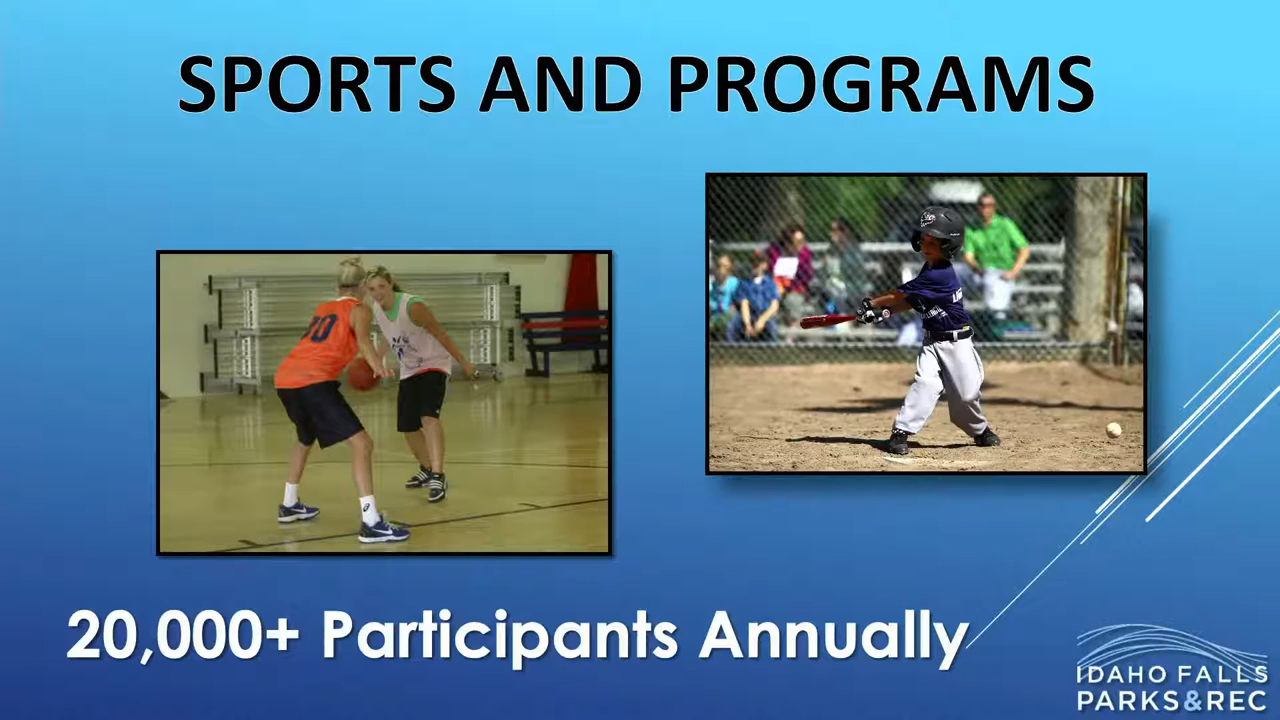 SPORTS AND PROGRAMS
20,000+ Participants Annually
IDAHO FALLS
PARKS&REC